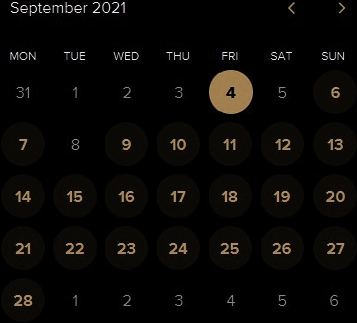 September 2021
MON TUE WED THU FRI SAT SUN
31 1 2 3 4 5 6
7 8 9 10 11 12 13
14 15 16 17 18 19 20
21 22 23 24 25 26 27
28 1 2 3 4 5 6